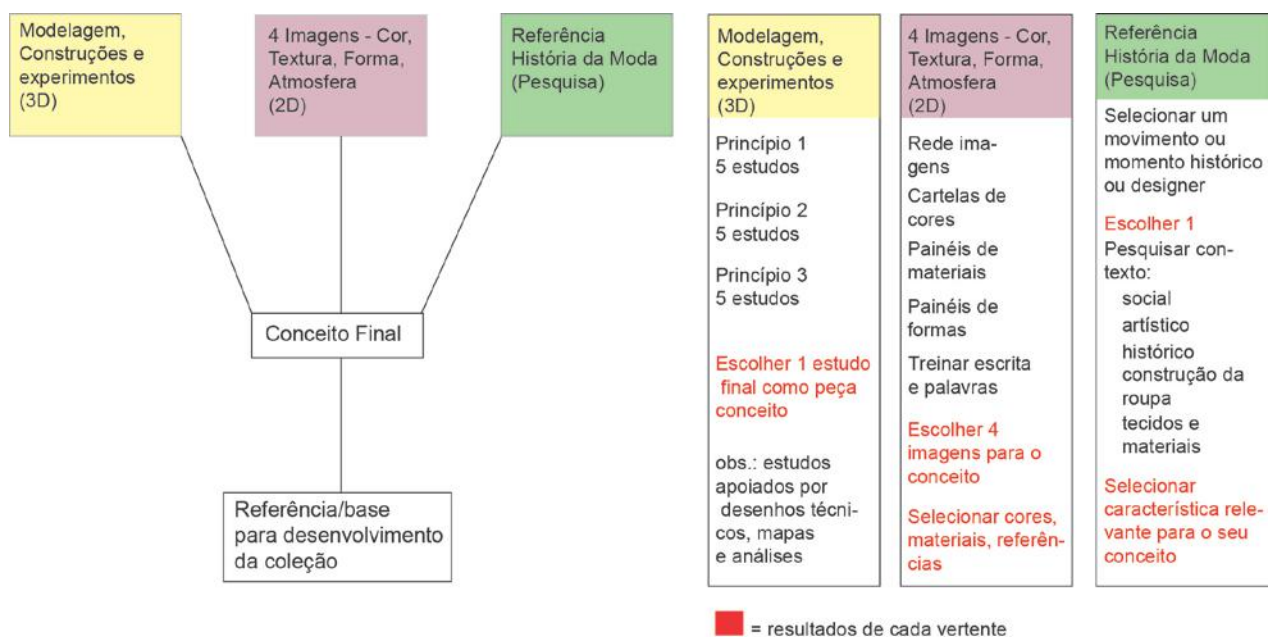 Modelagem,
Construções e
experimentos
(3D)
4 Imagens - Cor,
Textura, Forma,
Atmosfera
(2D)
Referência
História da Moda
(Pesquisa)
Conceito Final
Referência/base
para desenvolvimento
da coleção
Modelagem,
Construções e
experimentos
(3D)
Princípio 1
5 estudos
Princípio 2
5 estudos
Princípio 3
5 estudos
Escolher 1 estudo
final como peça
conceito
obs.: estudos
apoiados por
desenhos técni-
cos, mapas
e análises
4 Imagens - Cor,
Textura, Forma,
Atmosfera
(2D)
Rede ima-
gens
Cartelas de
cores
Painéis de
materiais
Painéis de
formas
Treinar escrita
e palavras
Escolher 4
imagens para o
conceito
Selecionar cores,
materiais, referên-
cias
Referência
História da Moda
(Pesquisa)
Selecionar um
movimento ou
momento histórico
ou designer
Escolher 1
Pesquisar con-
texto:
social
artístico
histórico
construção da
roupa
tecidos e
materiais
Selecionar
característica rele-
vante para o seu
conceito
= resultados de cada vertente